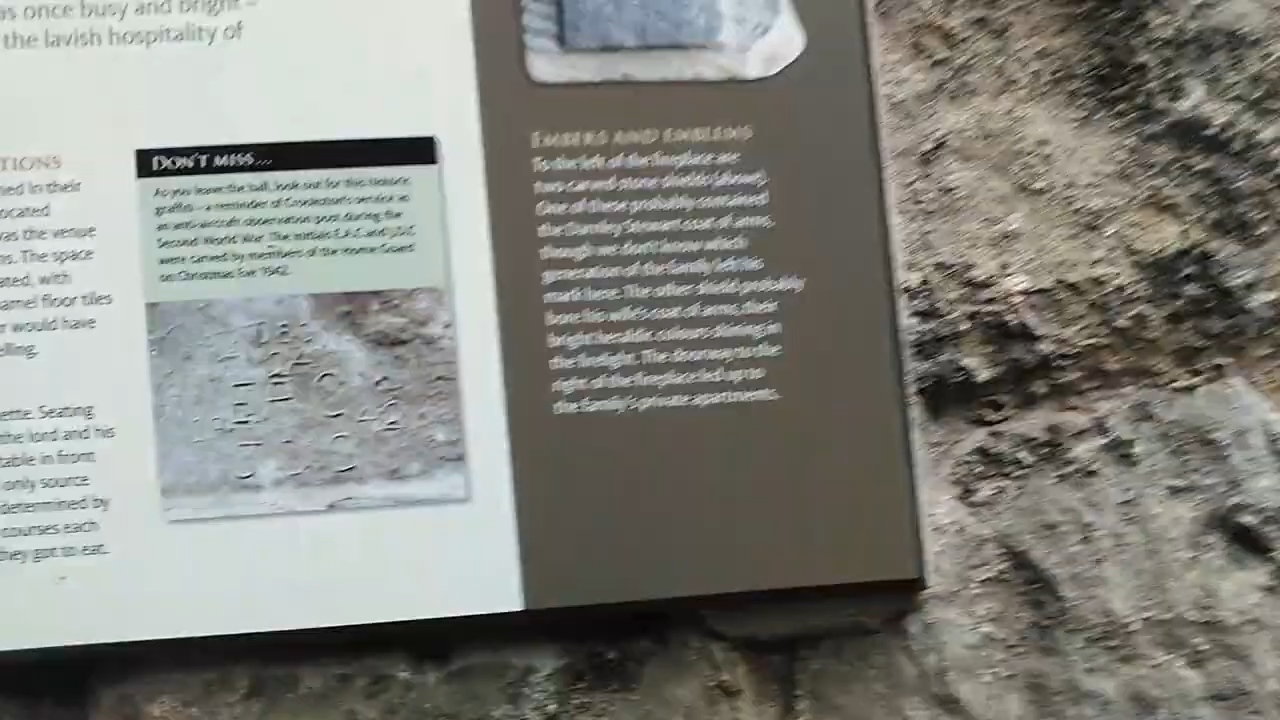 as once busy and bright –
the lavish hospitality of
TIONS
ned in their
ocated
was the venue
ns. The space
ated, with
amel floor tiles
r would have
elling.
ette. Seating
the lord and his
table in front
only source
determined by
courses each
they got to eat.
DON'T MISS...
As you leave the hall, look out for this historic
graffiti – a reminder of Crookston's service as
an anti-aircraft observation post during the
Second World War. The initials
were carved by members of the Home Guard
on Christmas Eve 1942.
EMBERS AND EMBLEMS
To the left of the fireplace are
two carved stone shields (above).
One of these probably contained
the Darnley Stewart coat of arms,
though we don't know which
generation of the family left his
mark here. The other shield probably
bore his wife's coat of arms, their
bright heraldic colours shining in
the firelight. The doorway to the
right of the fireplace led up to
the family's private apartments.